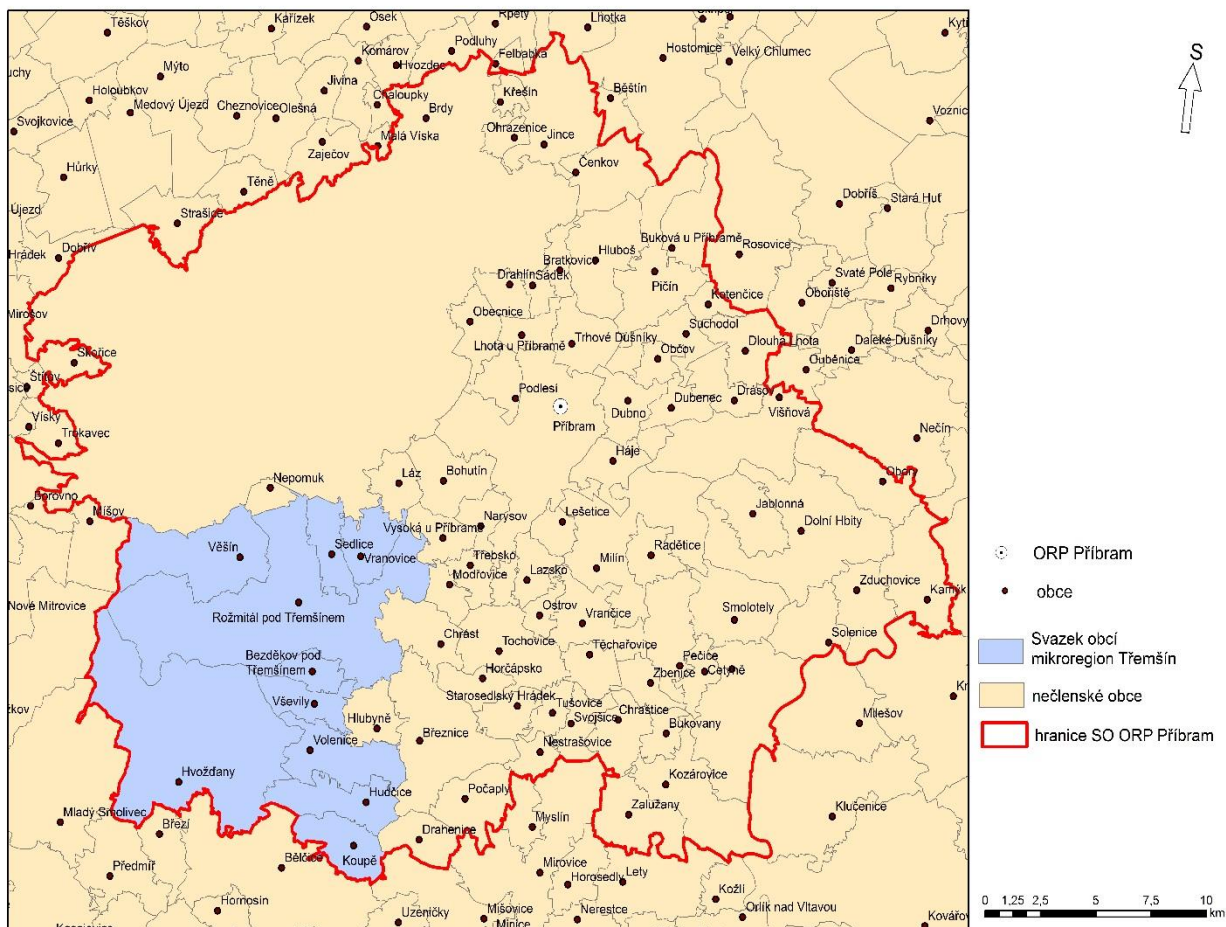 Těškov
Kařízek
Osek
Rpety
Lhotka
Hostomice
Velký Chlumec
Komárov
Hvozdec
Podluhy
Felbabka
S
Mýto
Holoubkov
Medový Újezd
Cheznovice
Olešná
Jivina
Chaloupky
Brdy
Křešín
Běštín
Voznic
Svojkovice
Zaječov
Malá Víska
Ohrazenice
Jince
Čenkov
Hůrky
Těně
Újezd
Strašice
Dobříš
Stará Huť
Hrádek
Dobřív
Buková u Příbramě
Rosovice
Hluboš
Bratkovice
Drahlín
Sádek
Pičín
Kotenčice
Svaté Pole
Rybníky
Obořiště
Mirošov
Obecnice
Suchodol
Drhovy
Lhota u Příbramě
Trhové Dušníky
Občov
Dlouhá Lhota
Daleké-Dušníky
Ouběnice
Skořice
Štítov
Podlesí
Příbram
Dubno
Dubenec
Drásov
Višňová
Vísky
Trokavec
Nečín
Háje
Nepomuk
Láz
Bohutín
Obory
Borovno
Míšov
Narysov
Lešetice
Jablonná
Dolní Hbity
Vysoká u Příbramě
Věšín
Sedlice
Vranovice
Třebsko
Modřovice
Lazsko
Milín
Radětice
ORP Příbram
Zduchovice
Kamýk
obce
Nové Mitrovice
Rožmitál pod Třemšínem
Ostrov
Vrančice
Smolotely
Solenice
Chrást
Tochovice
Těchařovice
Svazek obcí
mikroregion Třemšín
Bezděkov pod
Třemšínem
Horčápsko
Pečice
Cetyně
Zbenice
nečlenské obce
Vševily
Starosedlský Hrádek
Tušovice
Svojšice
Chraštice
Hlubyně
Březnice
Bukovany
Milešov
hranice SO ORP Příbram
Volenice
Nestrašovice
Hvožďany
Hudčice
Počaply
Kozárovice
Zalužany
Klučenice
Mladý Smolivec
Březí
Drahenice
Myslín
Koupě
Předmíř
Bělčice
Mirovice
Horosedly
Lety
Kožlí
Hornosín
Uzeničky
Mišovice
Nerestce
Orlík nad Vltavou
Kovářov
0 1,25 2,5 5 7,5 10
km